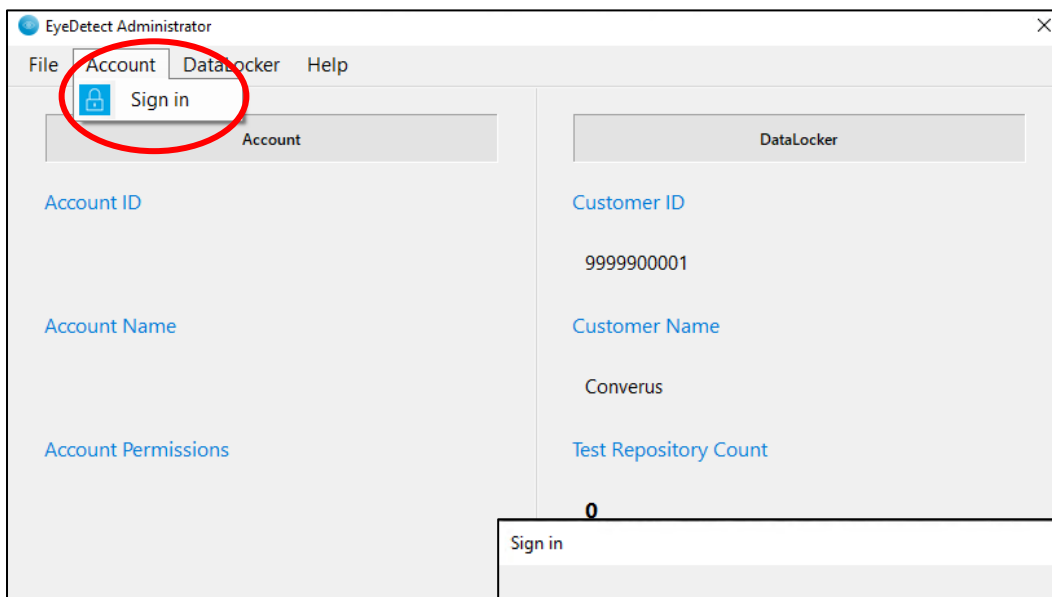 EyeDetect Administrator
File Account DataLocker Help
Sign in
Account
DataLocker
Account ID
Customer ID
9999900001
Account Name
Customer Name
Converus
Account Permissions
Test Repository Count
0
Sign in